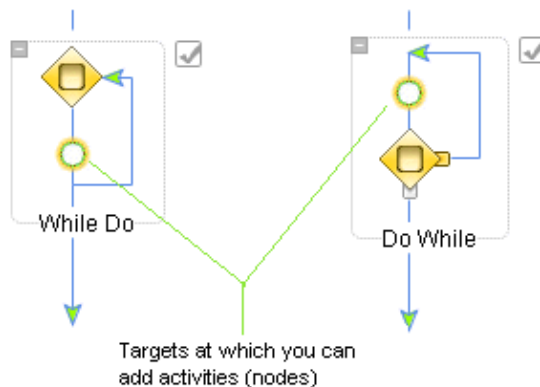 While Do
Do While
Targets at which you can
add activities (nodes)